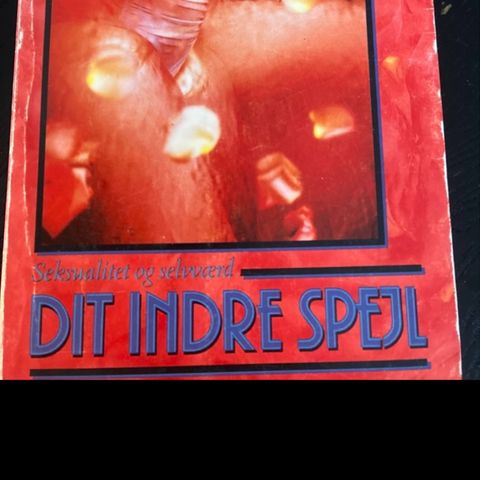 Seksualitet og selvværd
DIT INDRE SPEJL